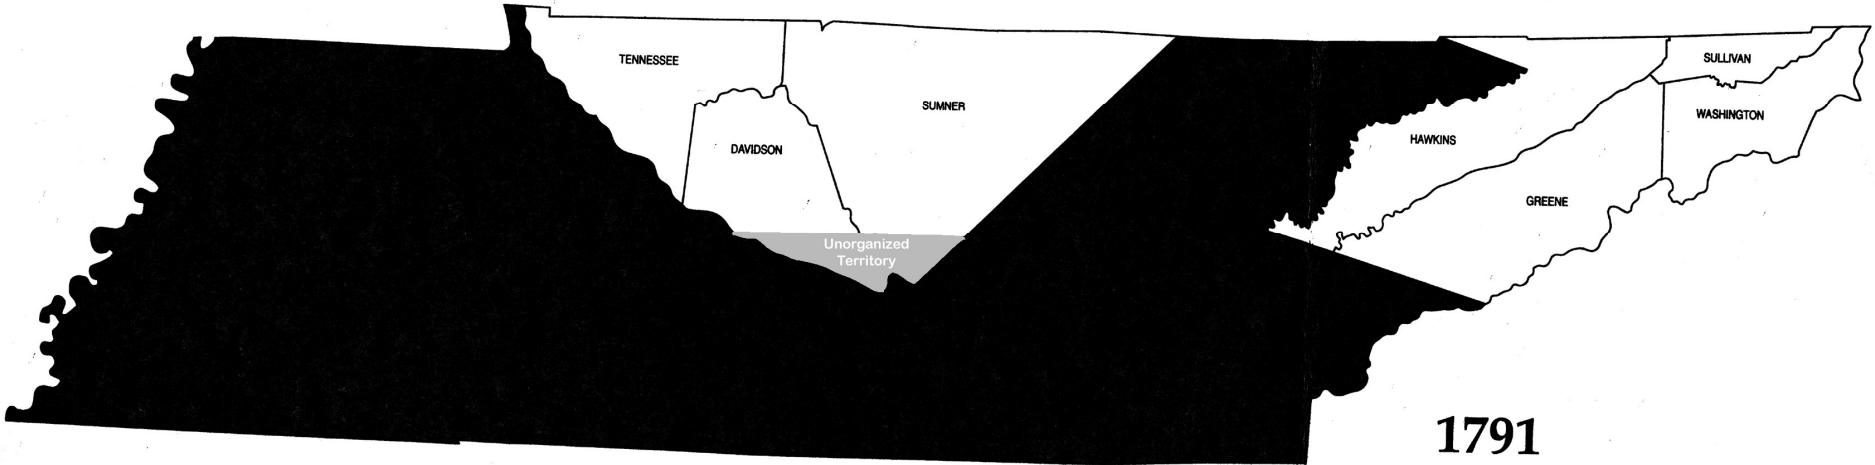 TENNESSEE
SUMNER
DAVIDSON
Unorganized
Territory
SULLIVAN
WASHINGTON
HAWKINS
GREENE
1791